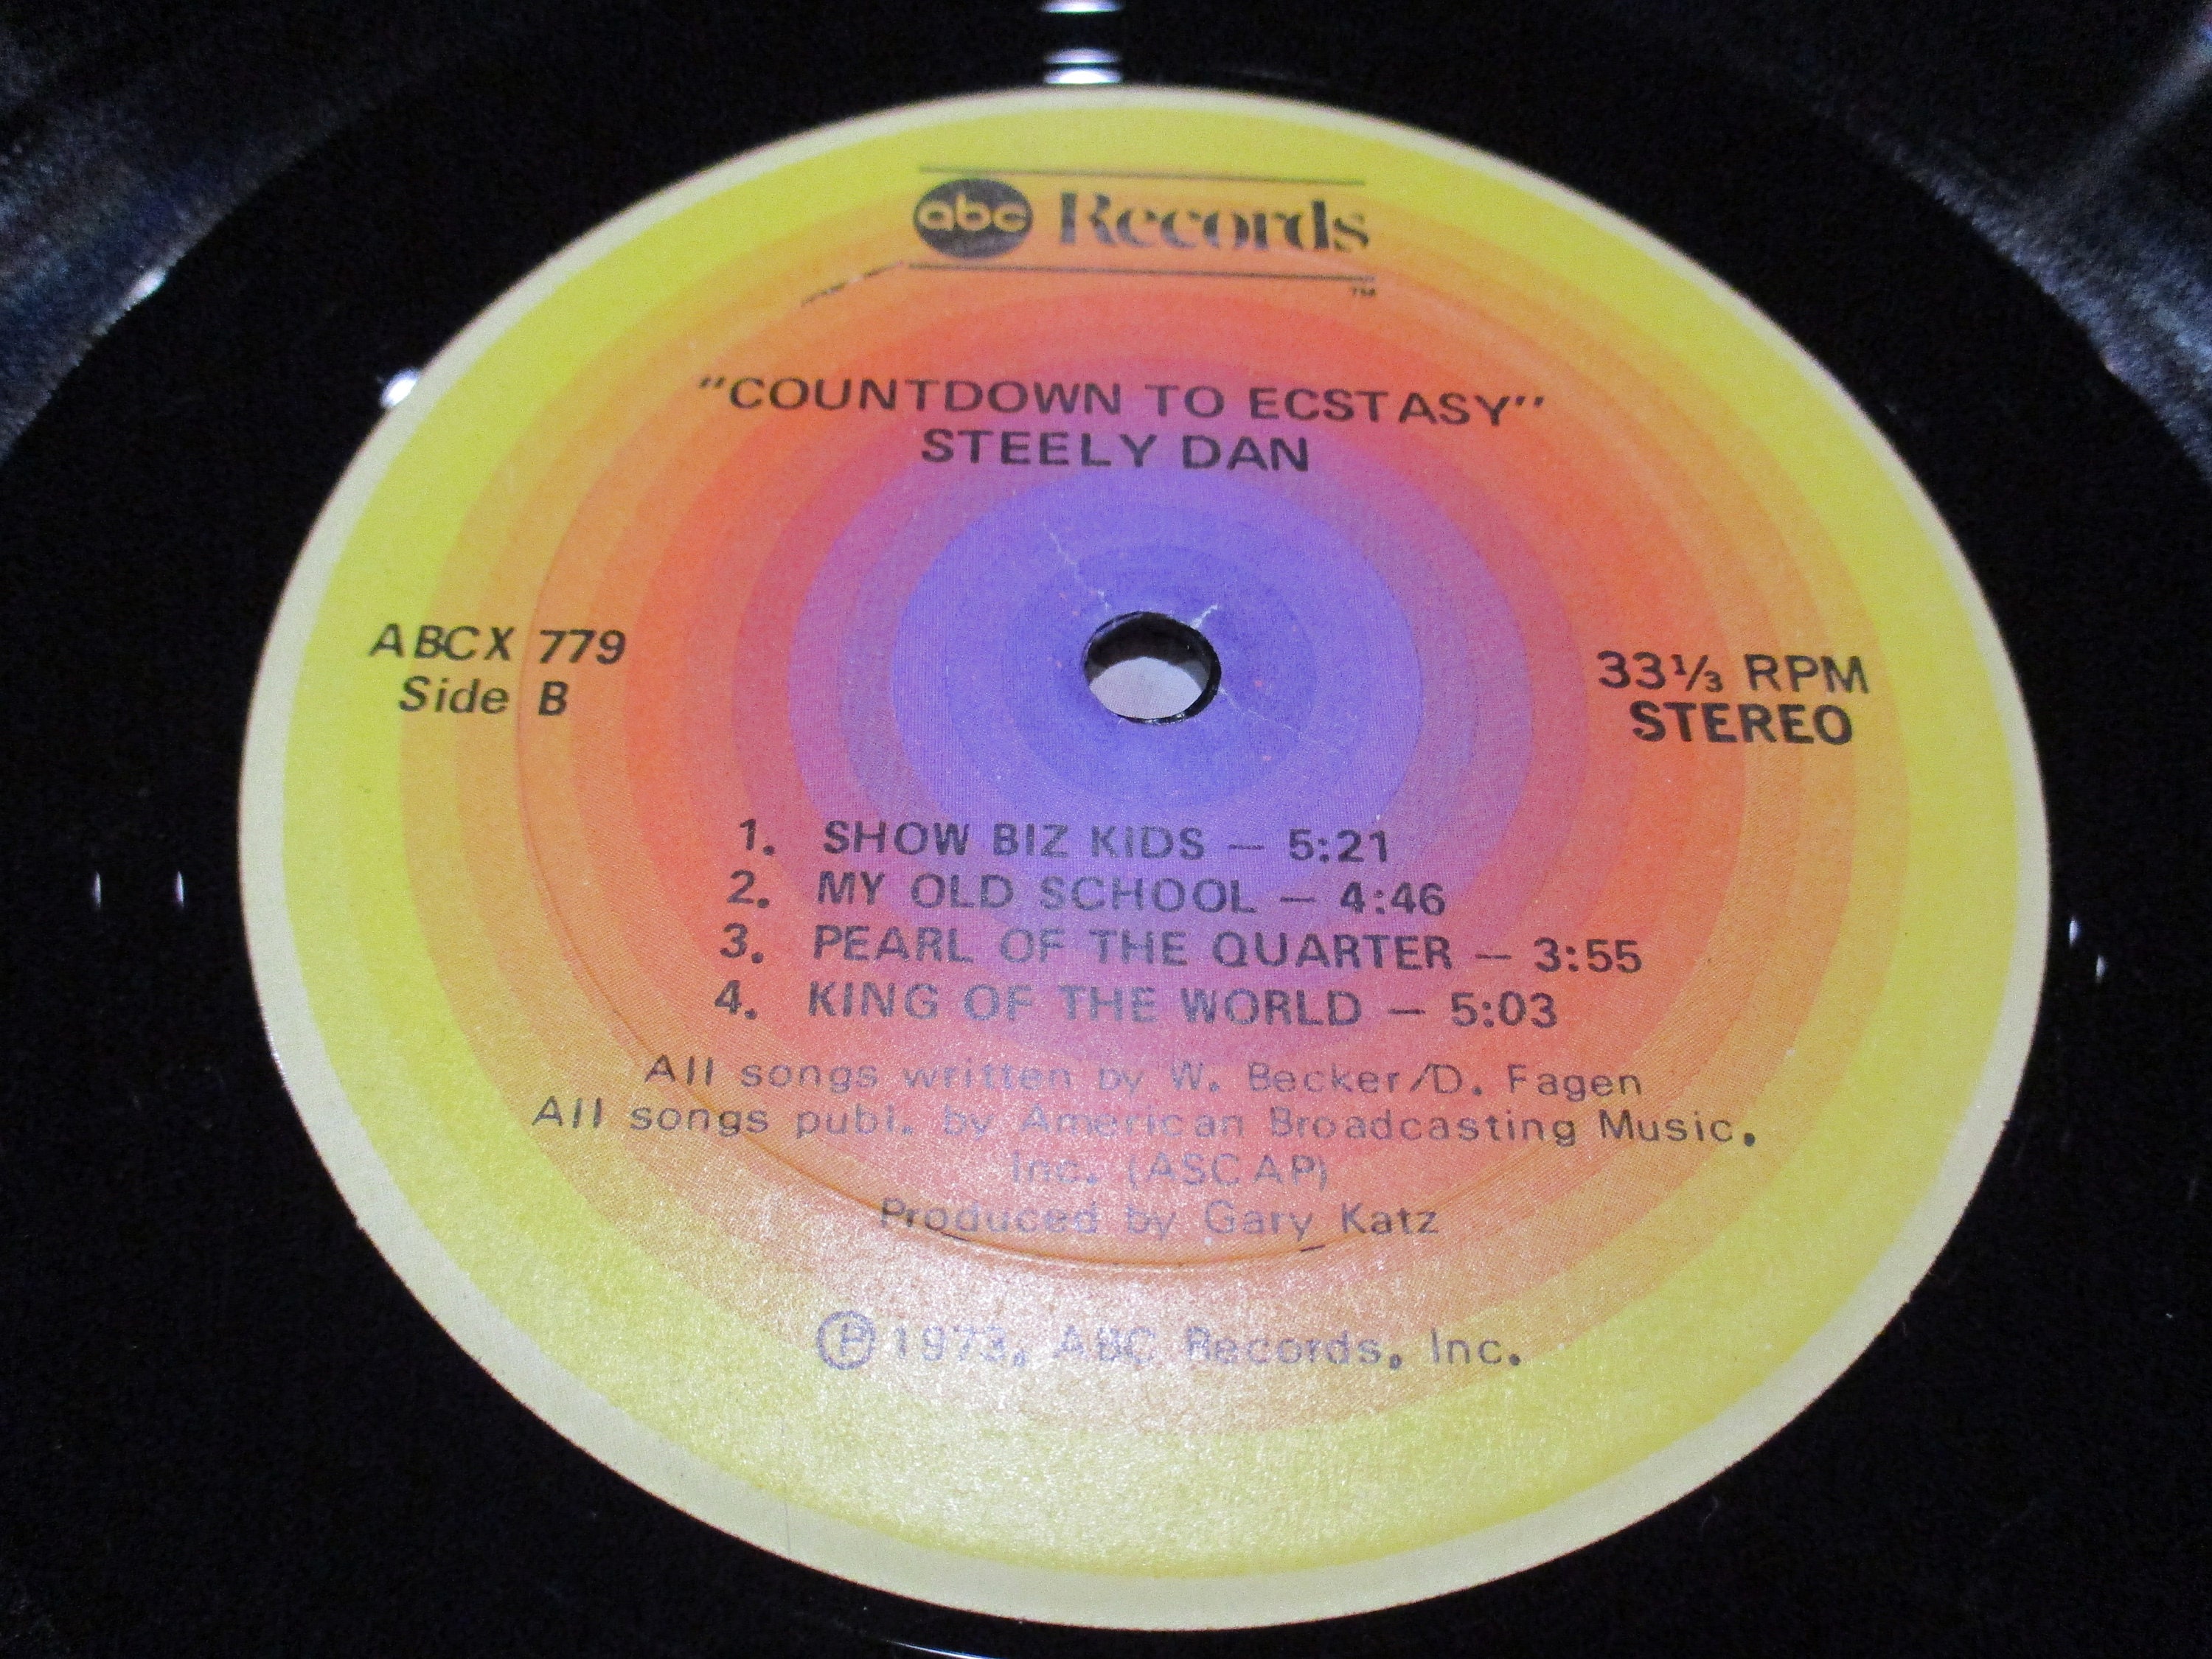 abc Records
TM
"COUNTDOWN TO ECSTASY"
STEELY DAN
ABCX 779
Side B
33⅓ RPM
STEREO
1. SHOW BIZ KIDS — 5:21
2. MY OLD SCHOOL — 4:46
3. PEARL OF THE QUARTER — 3:55
4. KING OF THE WORLD — 5:03
All songs written by W. Becker/D. Fagen
All songs publ. by American Broadcasting Music,
Inc. (ASCAP)
Produced by Gary Katz
Ⓟ1973, ABC Records, Inc.